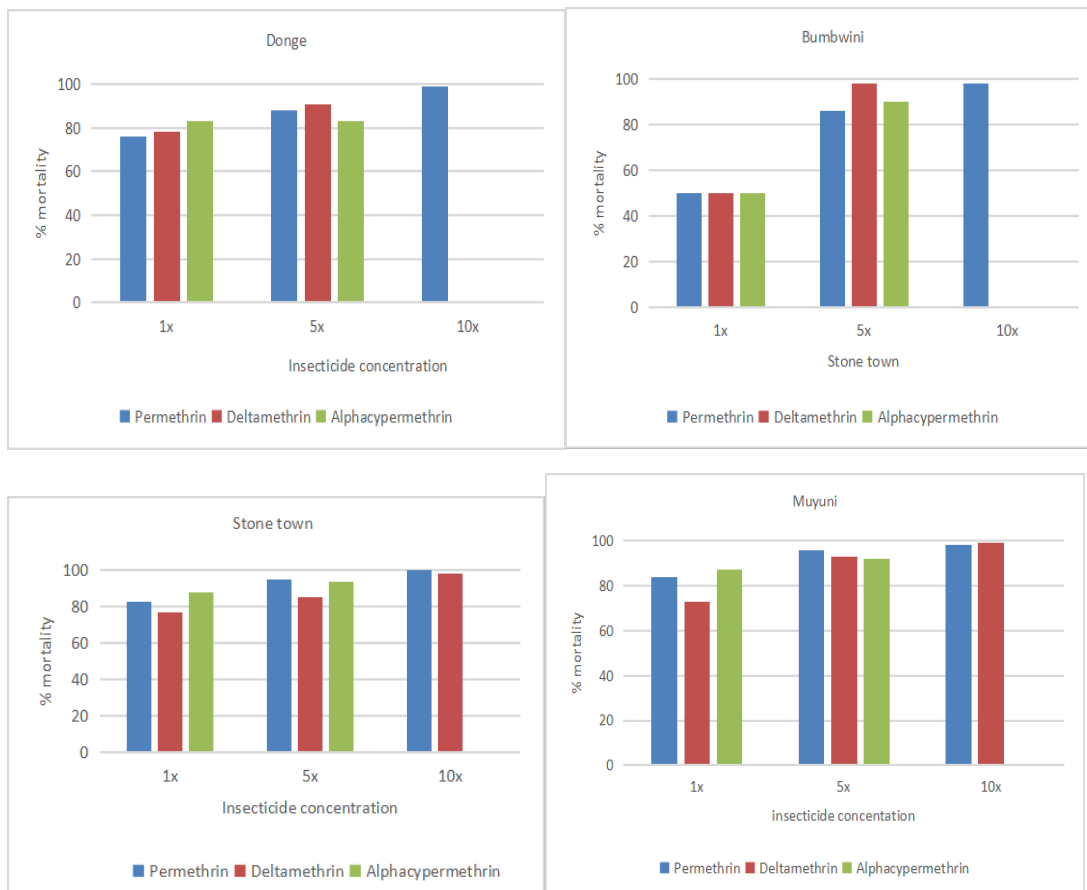 Donge
% mortality
100
80
60
40
20
0
1x 5x 10x
Insecticide concentration
Permethrin Deltamethrin Alphacypermethrin
Bumbwini
% mortality
100
80
60
40
20
0
1x 5x 10x
Stone town
Permethrin Deltamethrin Alphacypermethrin
Stone town
% mortality
100
80
60
40
20
0
1x 5x 10x
Insecticide concentration
Permethrin Deltamethrin Alphacypermethrin
Muyuni
% mortality
100
80
60
40
20
0
1x 5x 10x
insecticide concentation
Permethrin Deltamethrin Alphacypermethrin